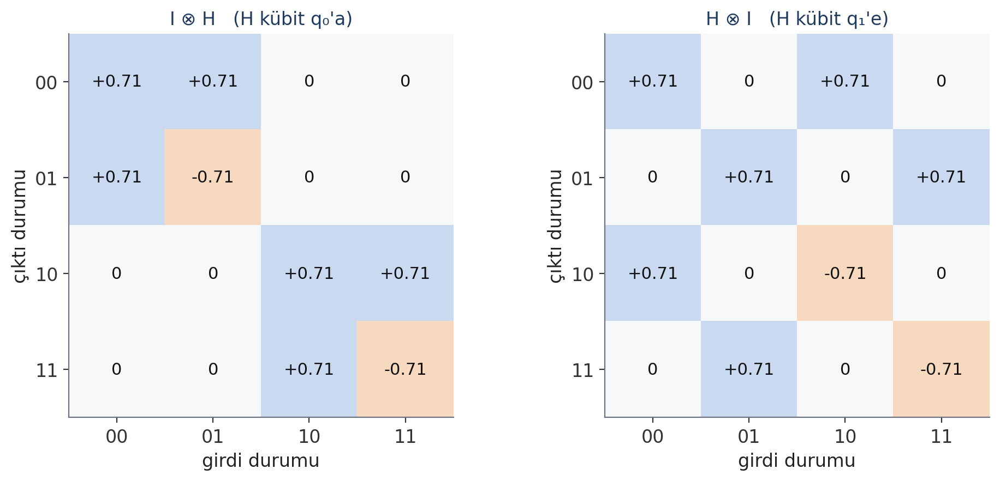 I ⊗ H   (H kübit q₀'a)
çıktı durumu
00 +0.71 +0.71 0 0
01 +0.71 -0.71 0 0
10 0 0 +0.71 +0.71
11 0 0 +0.71 -0.71
00 01 10 11
girdi durumu
H ⊗ I   (H kübit q₁'e)
çıktı durumu
00 +0.71 0 +0.71 0
01 0 +0.71 0 +0.71
10 +0.71 0 -0.71 0
11 0 +0.71 0 -0.71
00 01 10 11
girdi durumu